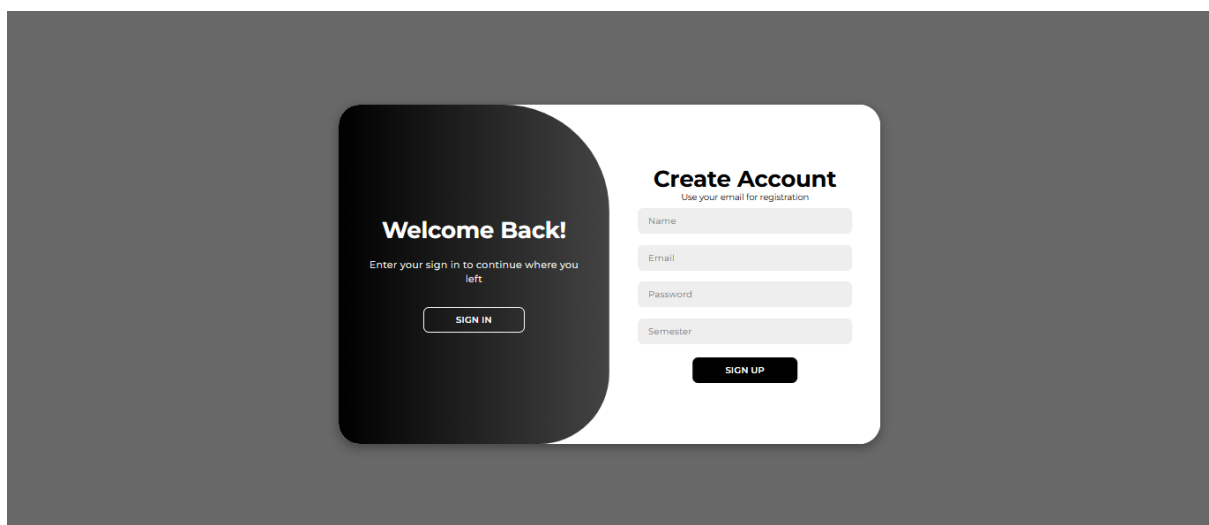 Welcome Back!
Enter your sign in to continue where you
left
SIGN IN
Create Account
Use your email for registration
Name
Email
Password
Semester
SIGN UP